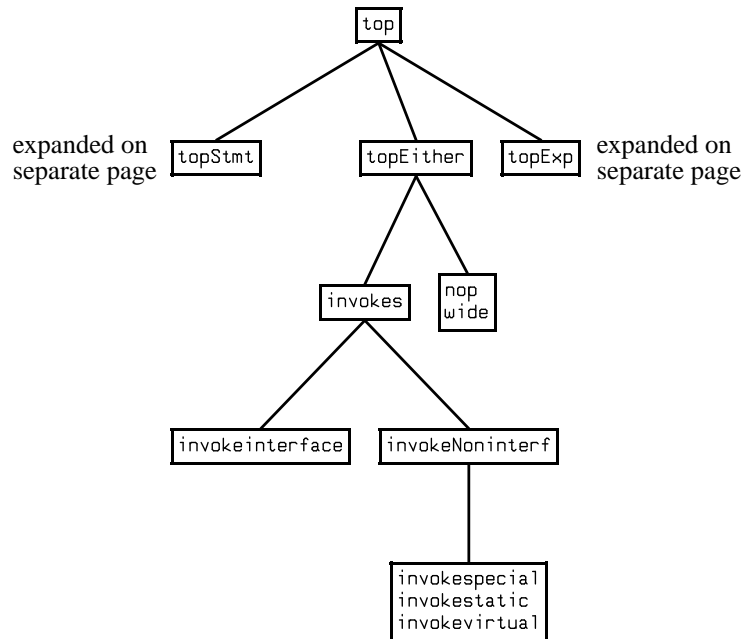 top
expanded on
separate page
topStmt
topEither
topExp
expanded on
separate page
invokes
nop
wide
invokeinterface
invokeNoninterf
invokespecial
invokestatic
invokevirtual